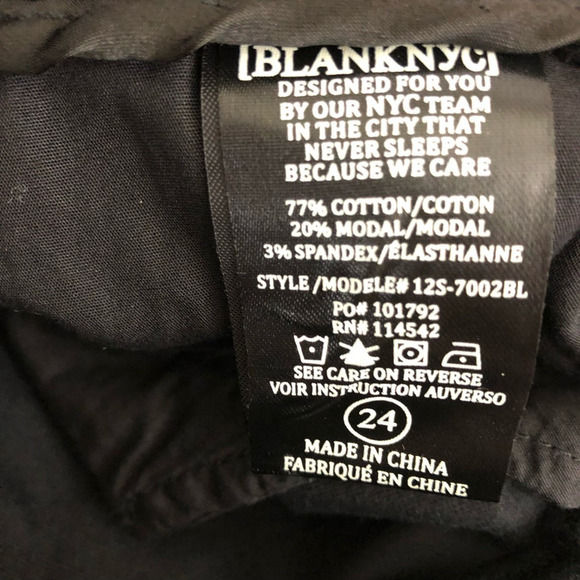 [BLANKNYC]
DESIGNED FOR YOU
BY OUR NYC TEAM
IN THE CITY THAT
NEVER SLEEPS
BECAUSE WE CARE
77% COTTON/COTON
20% MODAL/MODAL
3% SPANDEX/ÉLASTHANNE
STYLE /MODELE# 12S-7002BL
PO# 101792
RN# 114542
SEE CARE ON REVERSE
VOIR INSTRUCTION AUVERSO
24
MADE IN CHINA
FABRIQUÉ EN CHINE